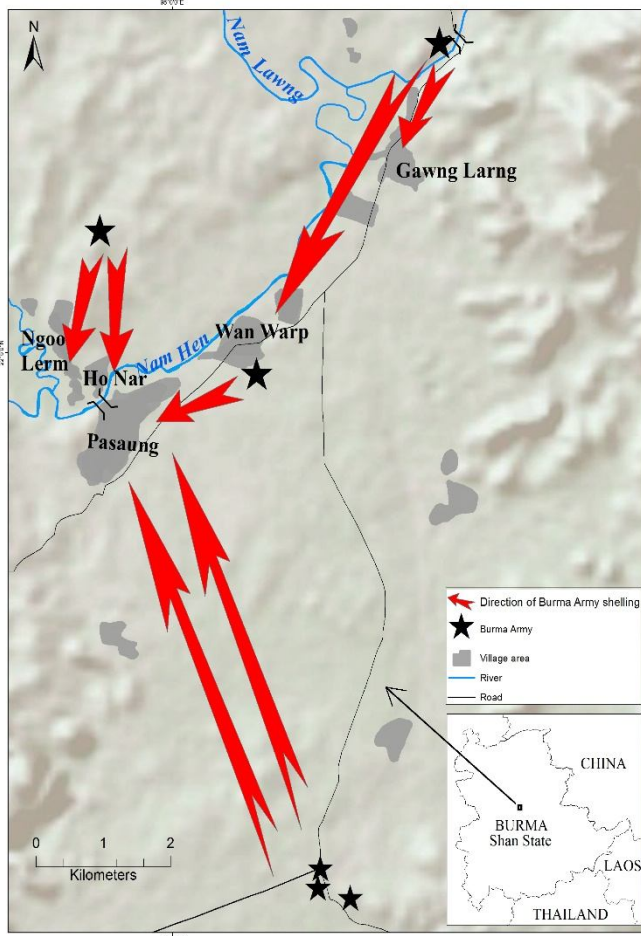 N
Nam Lawng
Gawng Larng
Ngoo
Lerm
Wan Warp
Nam Hen
Ho Nar
Pasaung
Direction of Burma Army shelling
Burma Army
Village area
River
Road
CHINA
BURMA
Shan State
LAOS
THAILAND
0 1 2
Kilometers